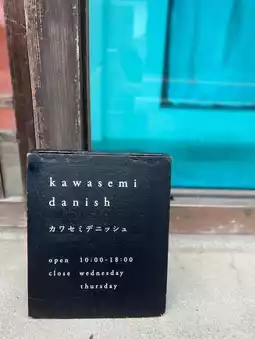 kawasemi
danish
カワセミデニッシュ
open 10:00-18:00
close wednesday
thursday